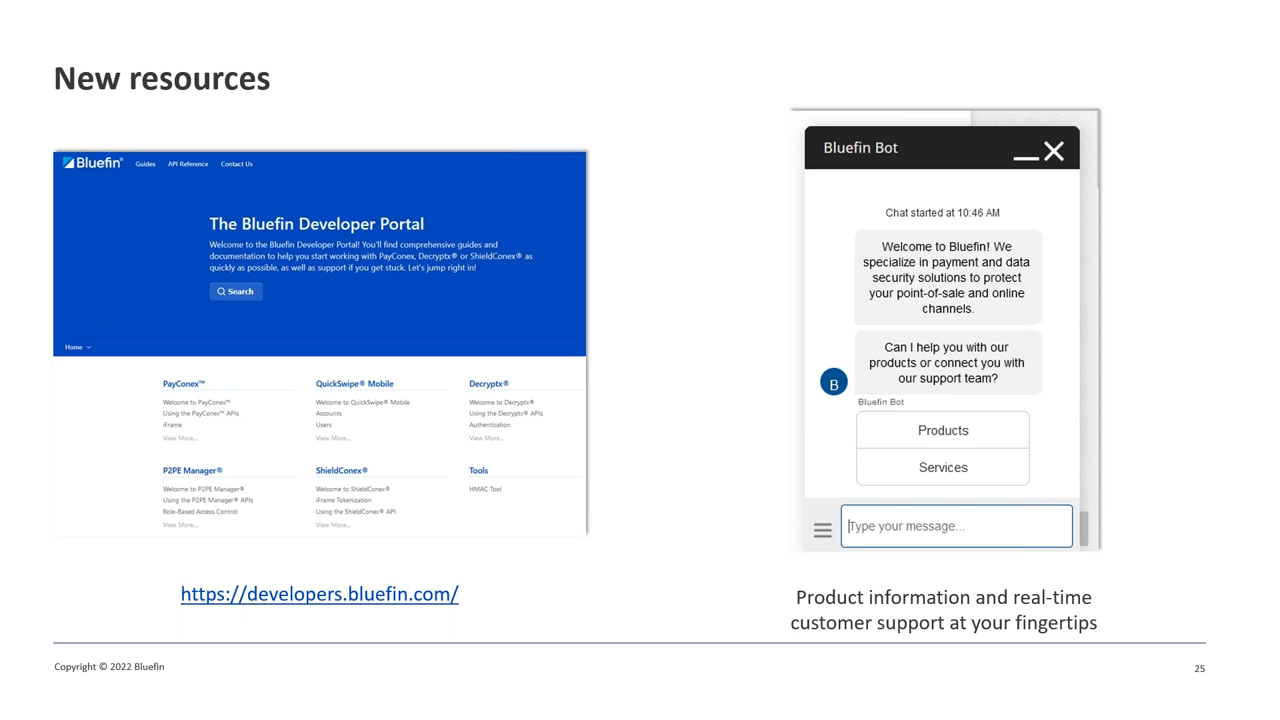 New resources
Bluefin®
Guides
API Reference
Contact Us
The Bluefin Developer Portal
Welcome to the Bluefin Developer Portal! You'll find comprehensive guides and
documentation to help you start working with PayConex, Decryptx® or ShieldConex® as
quickly as possible, as well as support if you get stuck. Let's jump right in!
Search
Home
PayConex™
Welcome to PayConex™
Using the PayConex™ APIs
iFrame
View More...
QuickSwipe® Mobile
Welcome to QuickSwipe® Mobile
Accounts
Users
View More...
Decryptx®
Welcome to Decryptx®
Using the Decryptx® APIs
Authentication
View More...
P2PE Manager®
Welcome to P2PE Manager®
Using the P2PE Manager® APIs
Role-Based Access Control
View More...
ShieldConex®
Welcome to ShieldConex®
iFrame Tokenization
Using the ShieldConex® API
View More...
Tools
HMAC Tool
https://developers.bluefin.com/
Bluefin Bot
Chat started at 10:46 AM
Welcome to Bluefin! We
specialize in payment and data
security solutions to protect
your point-of-sale and online
channels.
Can I help you with our
products or connect you with
our support team?
B
Bluefin Bot
Products
Services
Type your message...
Product information and real-time
customer support at your fingertips
Copyright © 2022 Bluefin
25